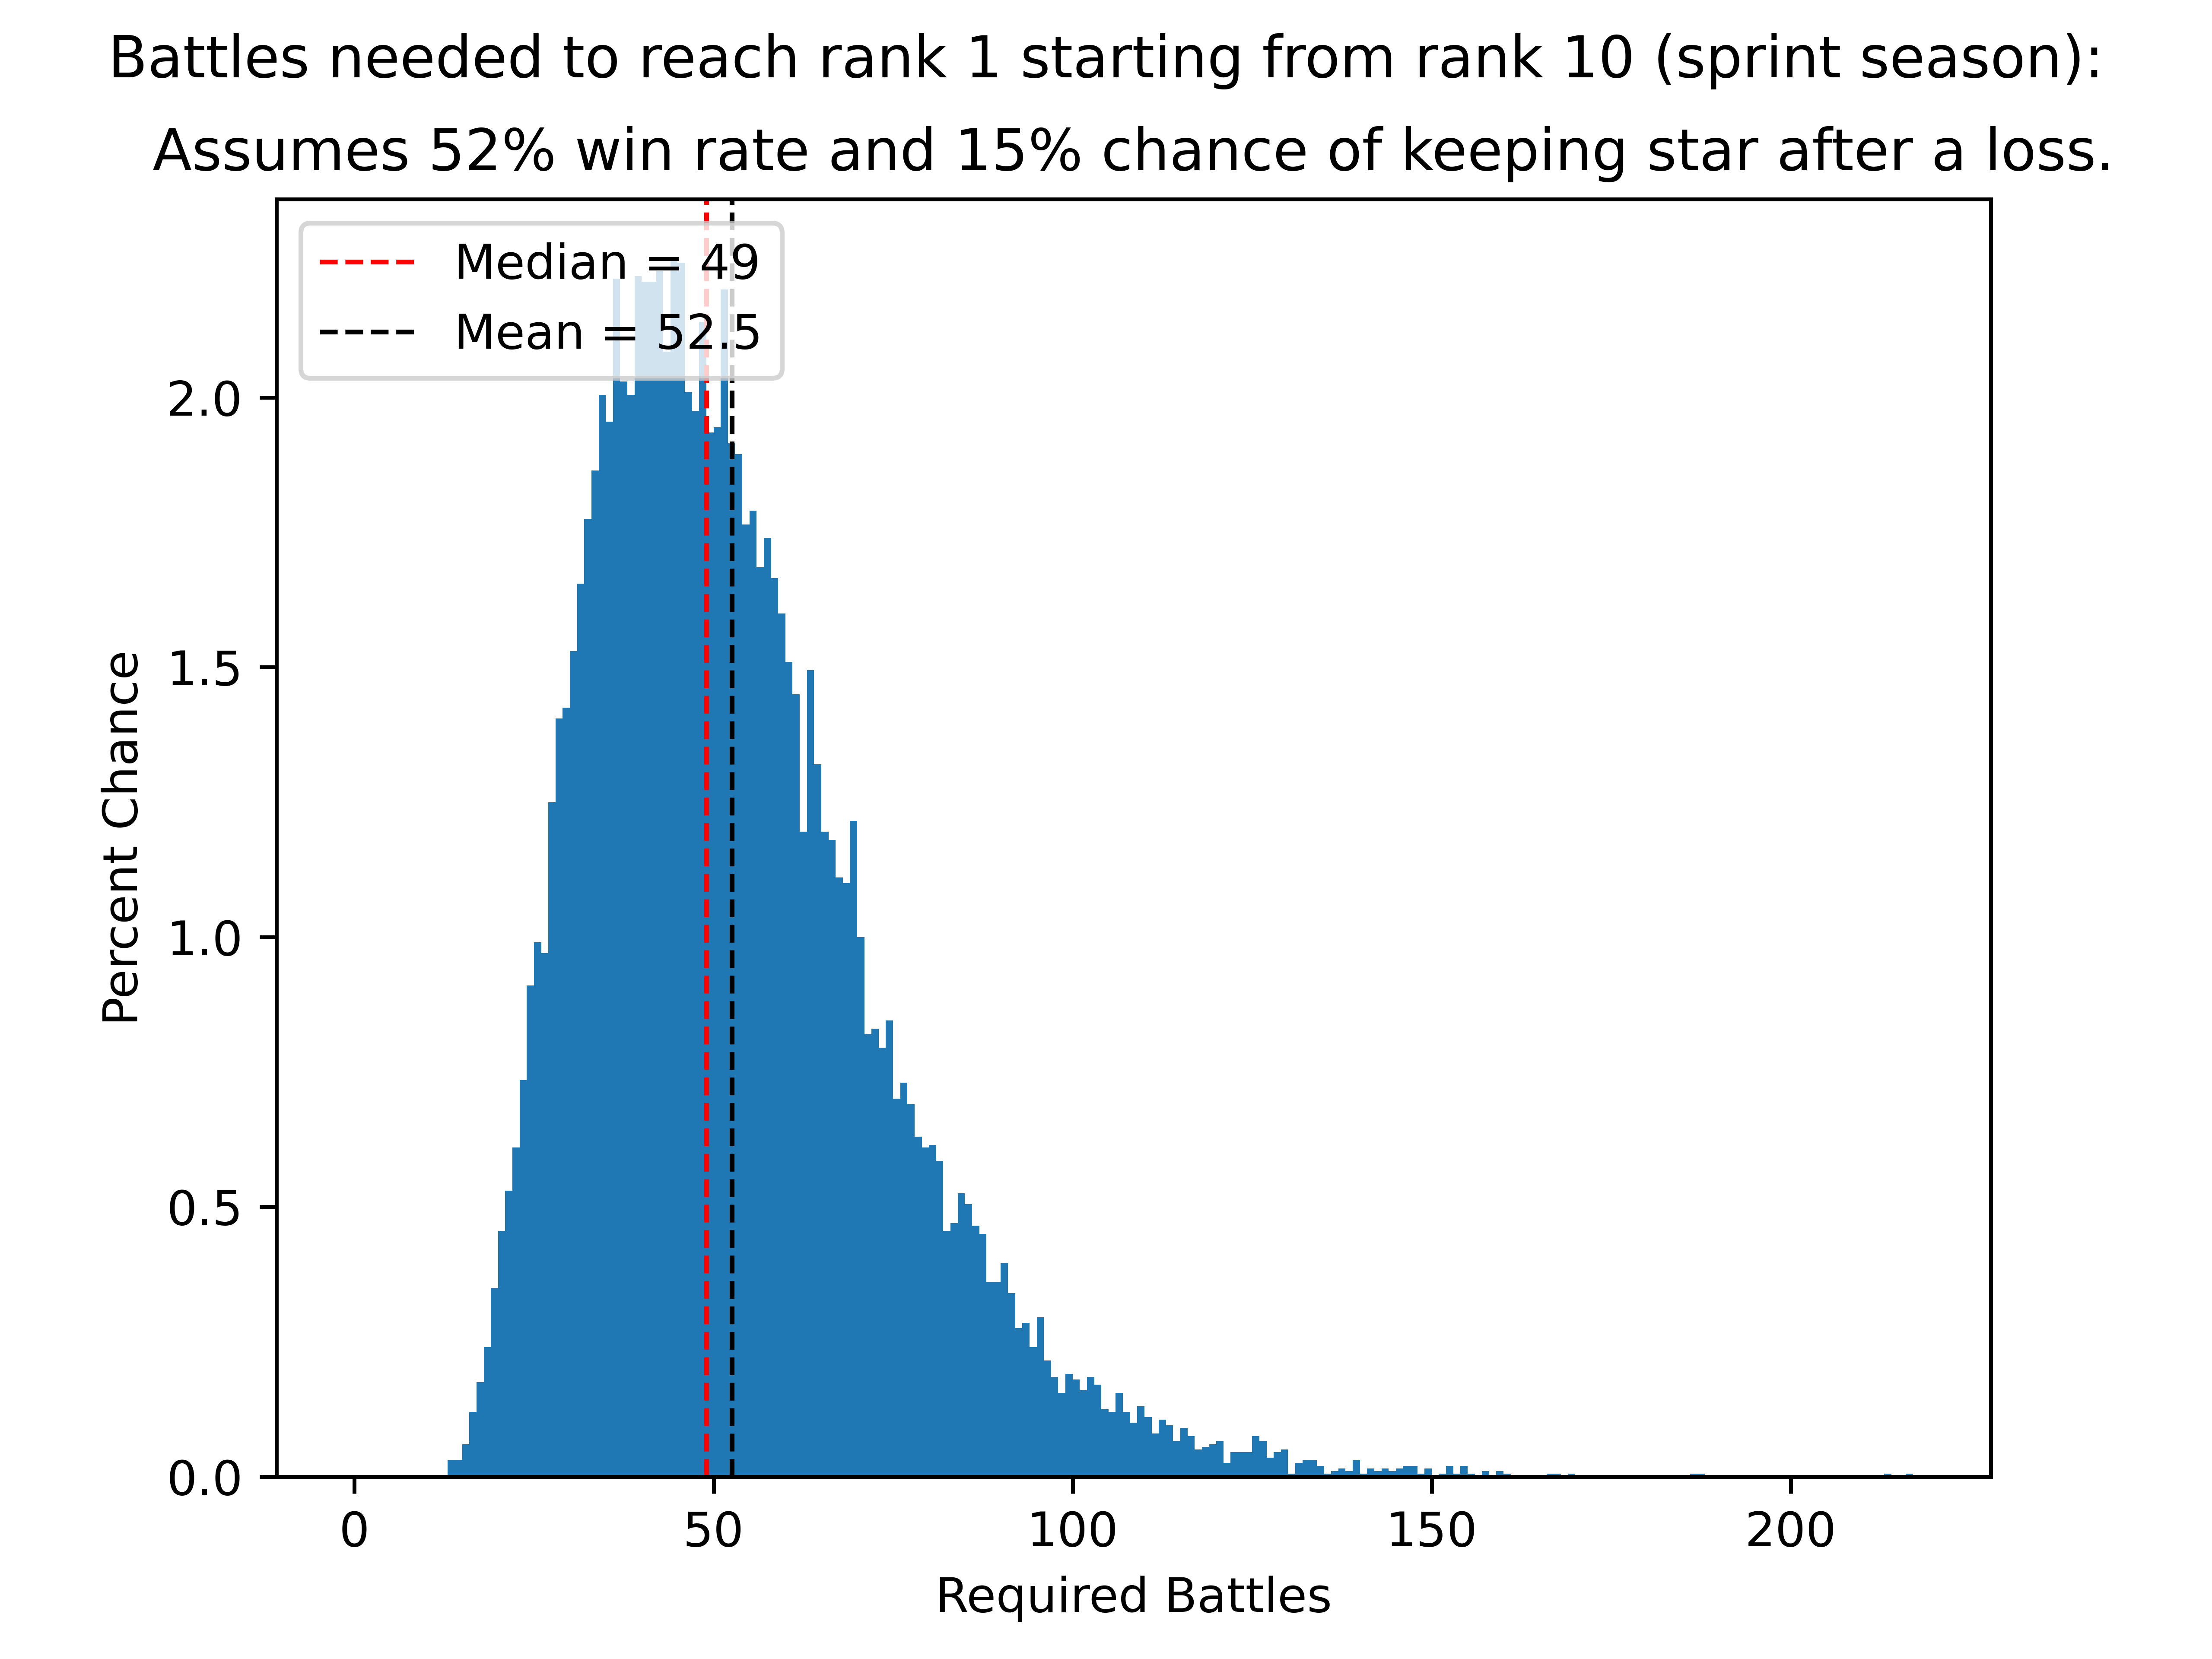 Battles needed to reach rank 1 starting from rank 10 (sprint season):
Assumes 52% win rate and 15% chance of keeping star after a loss.
Median = 49
Mean = 52.5
Percent Chance
2.0
1.5
1.0
0.5
0.0
0 50 100 150 200
Required Battles